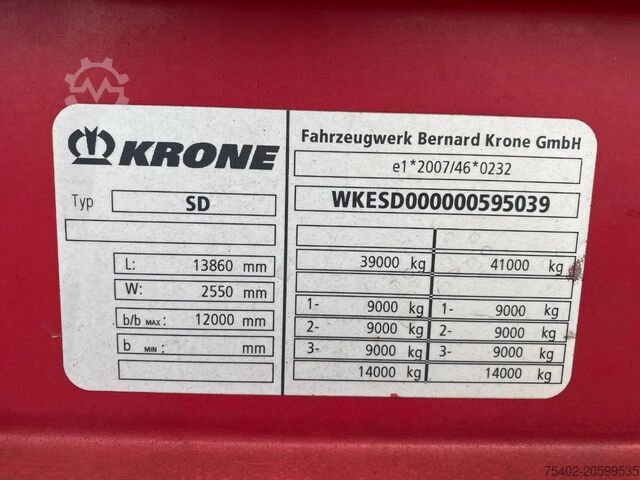 KRONE
Typ SD
L: 13860 mm
W: 2550 mm
b/b MAX: 12000 mm
b MIN: mm
Fahrzeugwerk Bernard Krone GmbH
e1*2007/46*0232
WKESD000000595039
39000 kg 41000 kg
1- 9000 kg 1- 9000 kg
2- 9000 kg 2- 9000 kg
3- 9000 kg 3- 9000 kg
14000 kg 14000 kg
75402-20599535